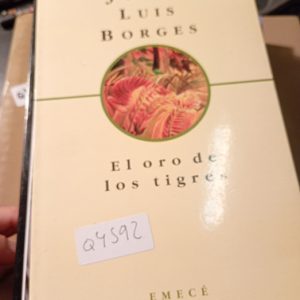 LUIS
BORGES
El oro de
los tigres
Q4592
EMECÉ